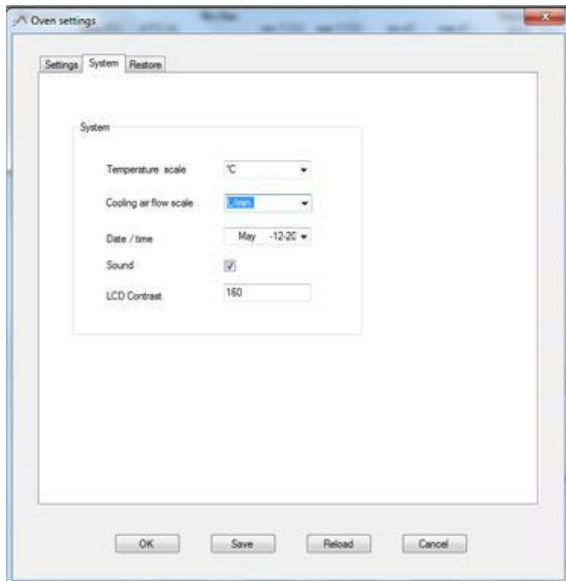 Oven settings
Settings System Restore
System
Temperature scale °C
Cooling air flow scale L/min.
Date / time May -12-20
Sound
LCD Contrast 160
OK Save Reload Cancel